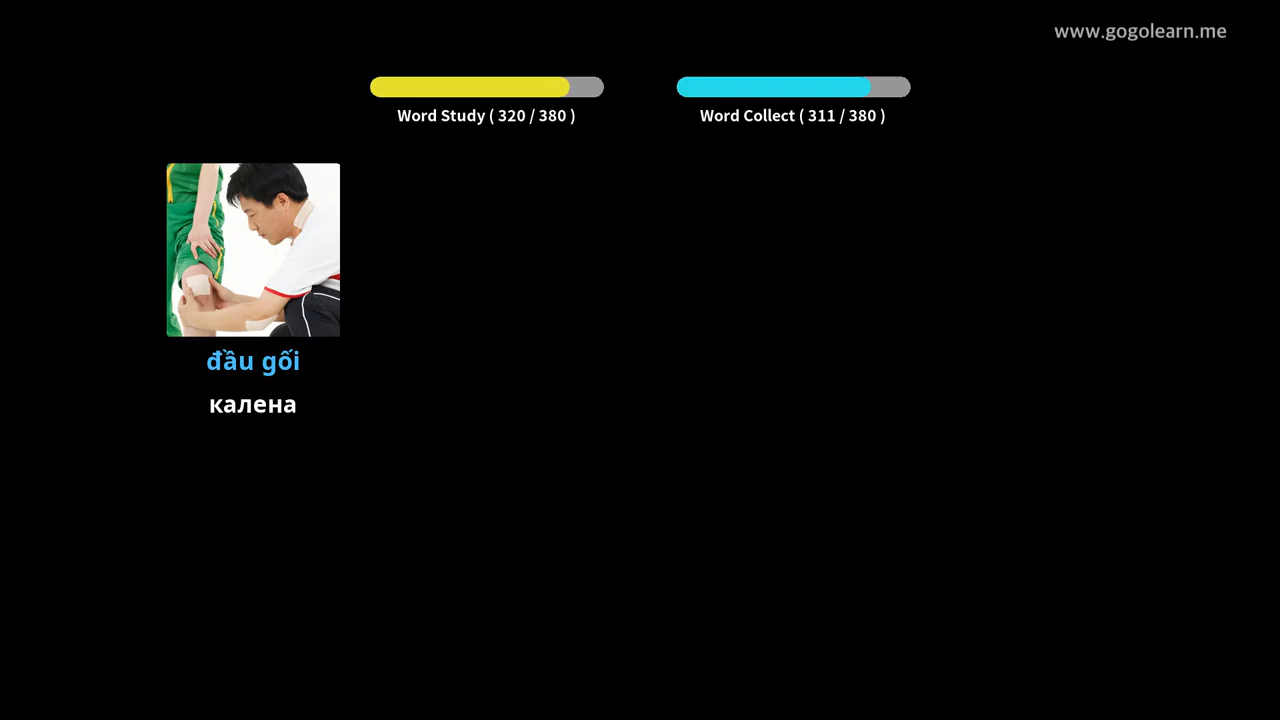 www.gogolearn.me
Word Study ( 320 / 380 )
Word Collect ( 311 / 380 )
đầu gối
калена